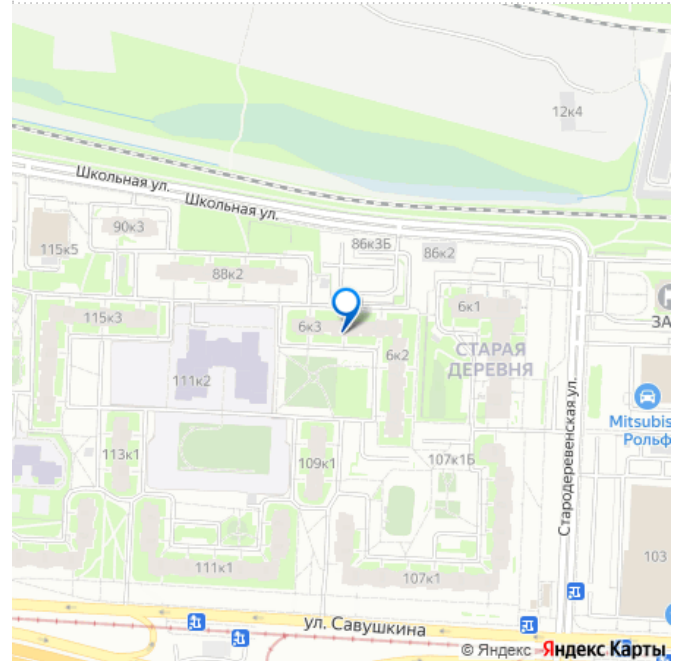 12к4
Школьная ул.
Школьная ул.
90к3
115к5
86к3Б
86к2
88к2
115к3
6к3
6к1
ЗА
6к2
СТАРАЯ
ДЕРЕВНЯ
111к2
Mitsubis
Рольф
Стародеревенская ул.
113к1
109к1
107к1Б
103
111к1
107к1
ул. Савушкина
© Яндекс Яндекс Карты